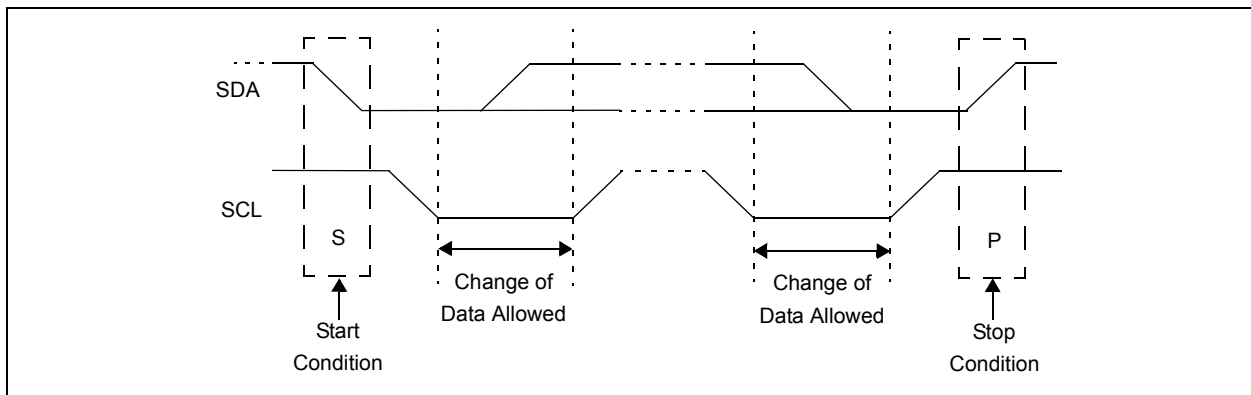 SDA
SCL
S
P
Change of
Data Allowed
Change of
Data Allowed
Start
Condition
Stop
Condition